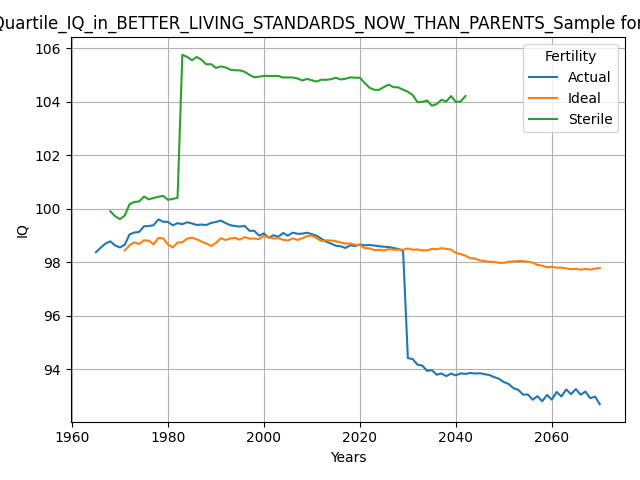 Quartile_IQ_in_BETTER_LIVING_STANDARDS_NOW_THAN_PARENTS_Sample for
106
104
102
100
98
96
94
IQ
Fertility
Actual
Ideal
Sterile
1960
1980
2000
2020
2040
2060
Years